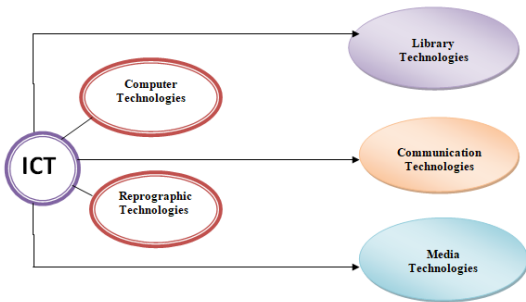 Library
Technologies
Computer
Technologies
ICT
Communication
Technologies
Reprographic
Technologies
Media
Technologies